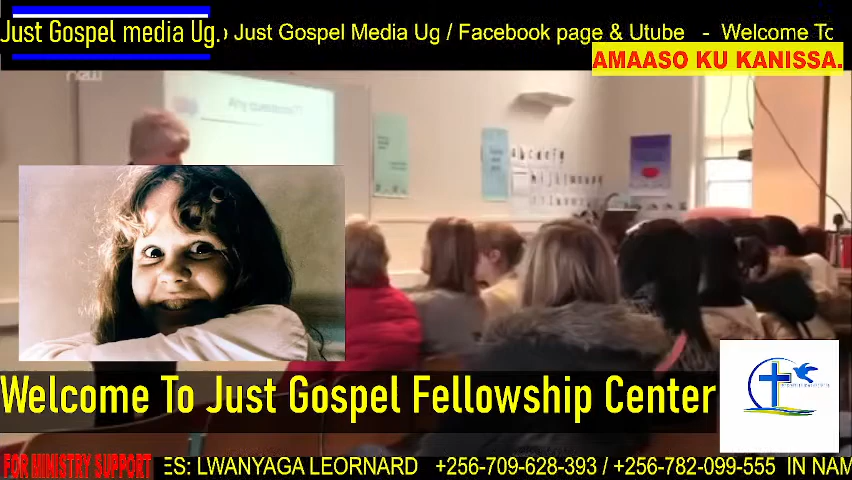 Just Gospel media Ug.
Just Gospel Media Ug / Facebook page & Utube - Welcome To
AMAASO KU KANISSA.
new
Any questions??
Welcome To Just Gospel Fellowship Center
FOR MINISTRY SUPPORT
ES: LWANYAGA LEORNARD +256-709-628-393 / +256-782-099-555 IN NAM